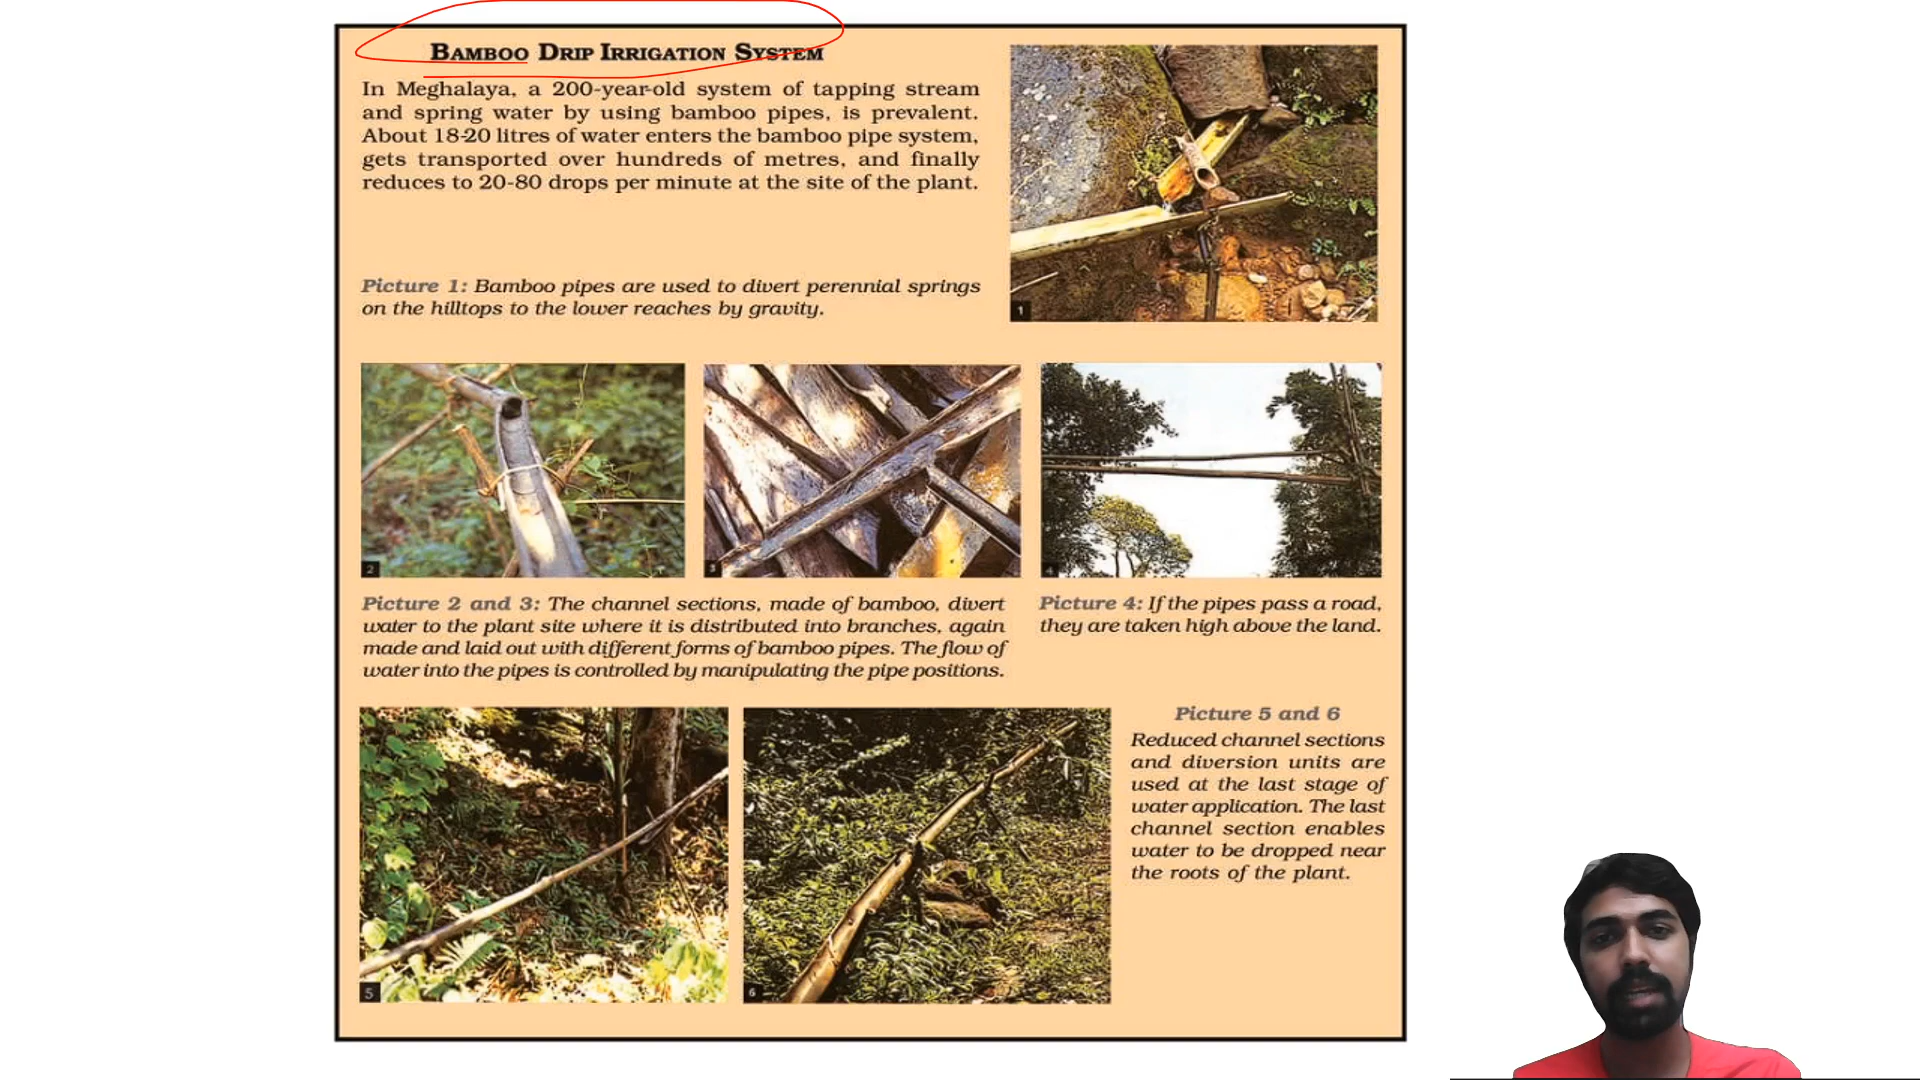 BAMBOO DRIP IRRIGATION SYSTEM
In Meghalaya, a 200-year-old system of tapping stream
and spring water by using bamboo pipes, is prevalent.
About 18-20 litres of water enters the bamboo pipe system,
gets transported over hundreds of metres, and finally
reduces to 20-80 drops per minute at the site of the plant.
Picture 1: Bamboo pipes are used to divert perennial springs
on the hilltops to the lower reaches by gravity.
1
2
3
4
Picture 2 and 3: The channel sections, made of bamboo, divert
water to the plant site where it is distributed into branches, again
made and laid out with different forms of bamboo pipes. The flow of
water into the pipes is controlled by manipulating the pipe positions.
Picture 4: If the pipes pass a road,
they are taken high above the land.
5
6
Picture 5 and 6
Reduced channel sections
and diversion units are
used at the last stage of
water application. The last
channel section enables
water to be dropped near
the roots of the plant.